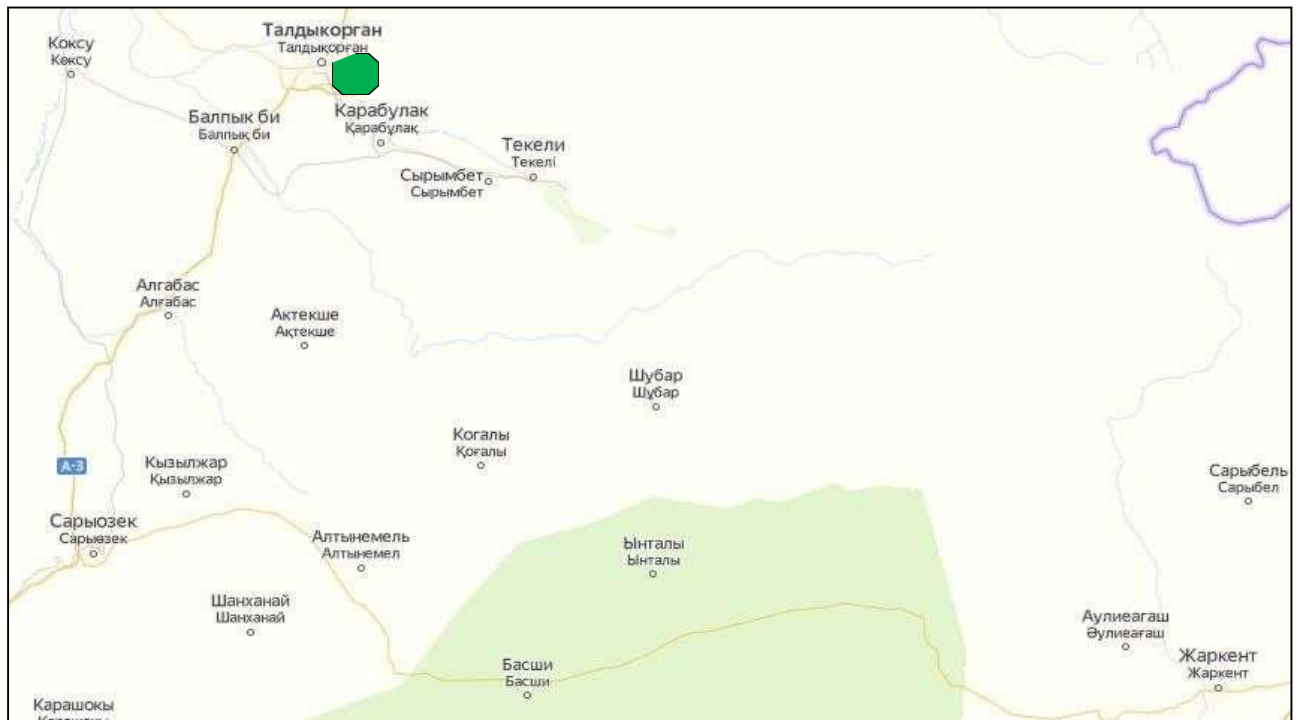 Талдыкорган
Талдықорған
Коксу
Көксу
Балпык би
Балпық би
Карабулак
Қарабұлақ
Текели
Текелі
Сырымбет
Сырымбет
Алгабас
Алғабас
Актекше
Ақтекше
Шубар
Шұбар
Когалы
Қоғалы
А-3
Кызылжар
Қызылжар
Сарыбель
Сарыбел
Сарыозек
Сарыөзек
Алтынемель
Алтынемел
Ынталы
Ынталы
Шанханай
Шанханай
Аулиеагаш
Әулиеағаш
Басши
Басши
Жаркент
Жаркент
Карашокы